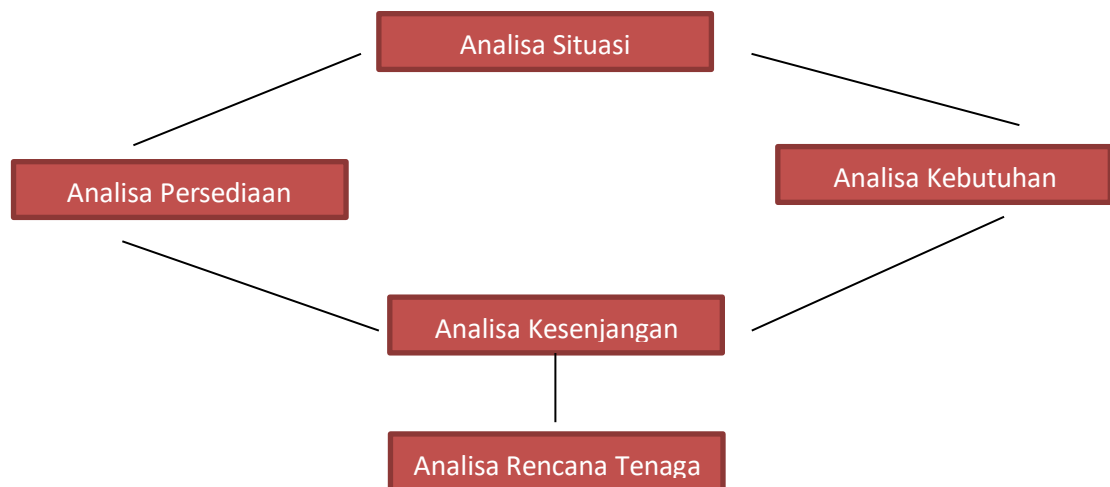 Analisa Situasi
Analisa Persediaan
Analisa Kebutuhan
Analisa Kesenjangan
Analisa Rencana Tenaga